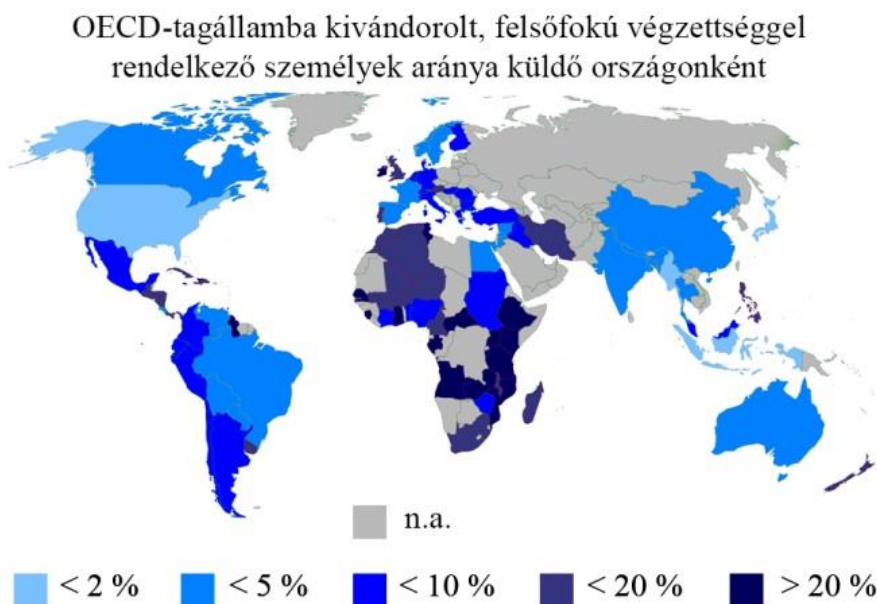 OECD-tagállamba kivándorolt, felsőfokú végzettséggel
rendelkező személyek aránya küldő országonként
n.a.
< 2 % < 5 % < 10 % < 20 % > 20 %